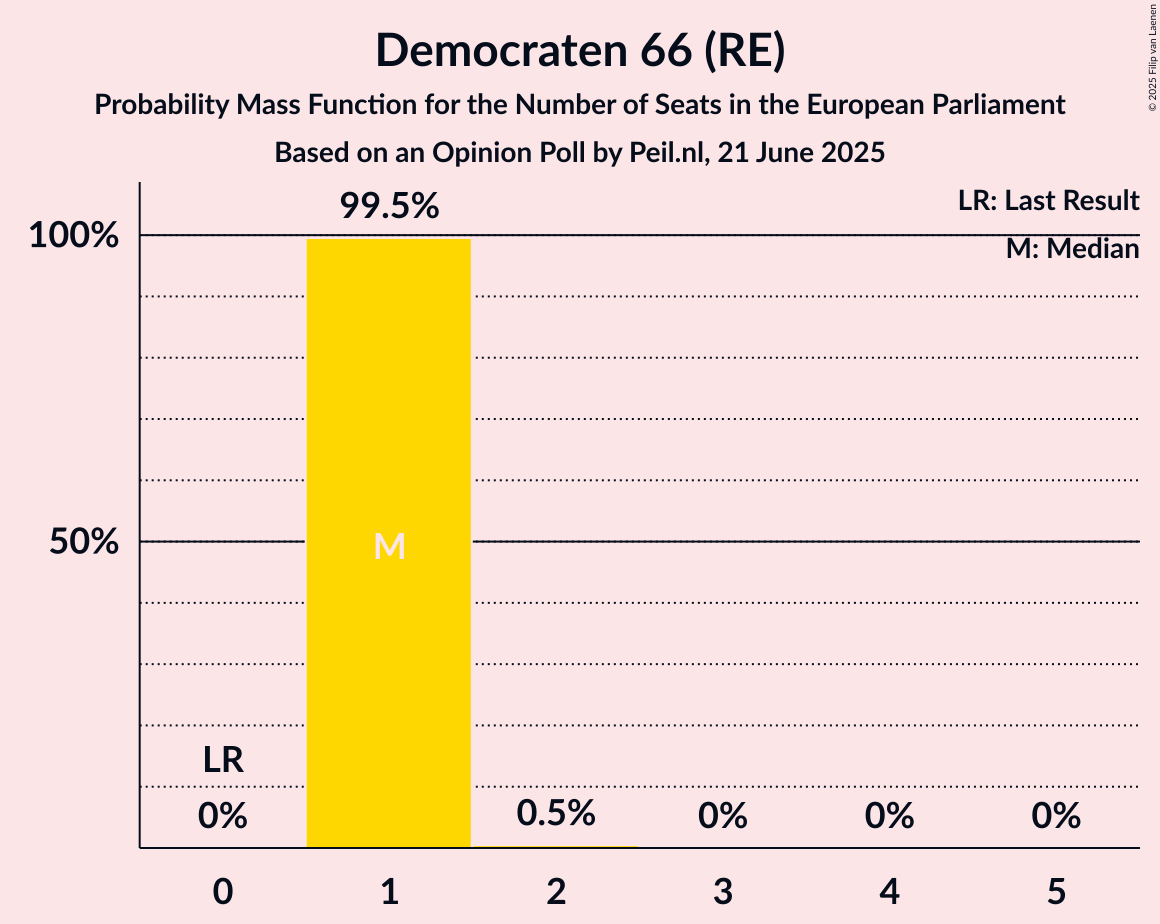 Democraten 66 (RE)
Probability Mass Function for the Number of Seats in the European Parliament
Based on an Opinion Poll by Peil.nl, 21 June 2025
© 2025 Filip van Laenen
LR: Last Result
M: Median
100%
50%
99.5%
M
LR
0%
0.5%
0%
0%
0%
0
1
2
3
4
5